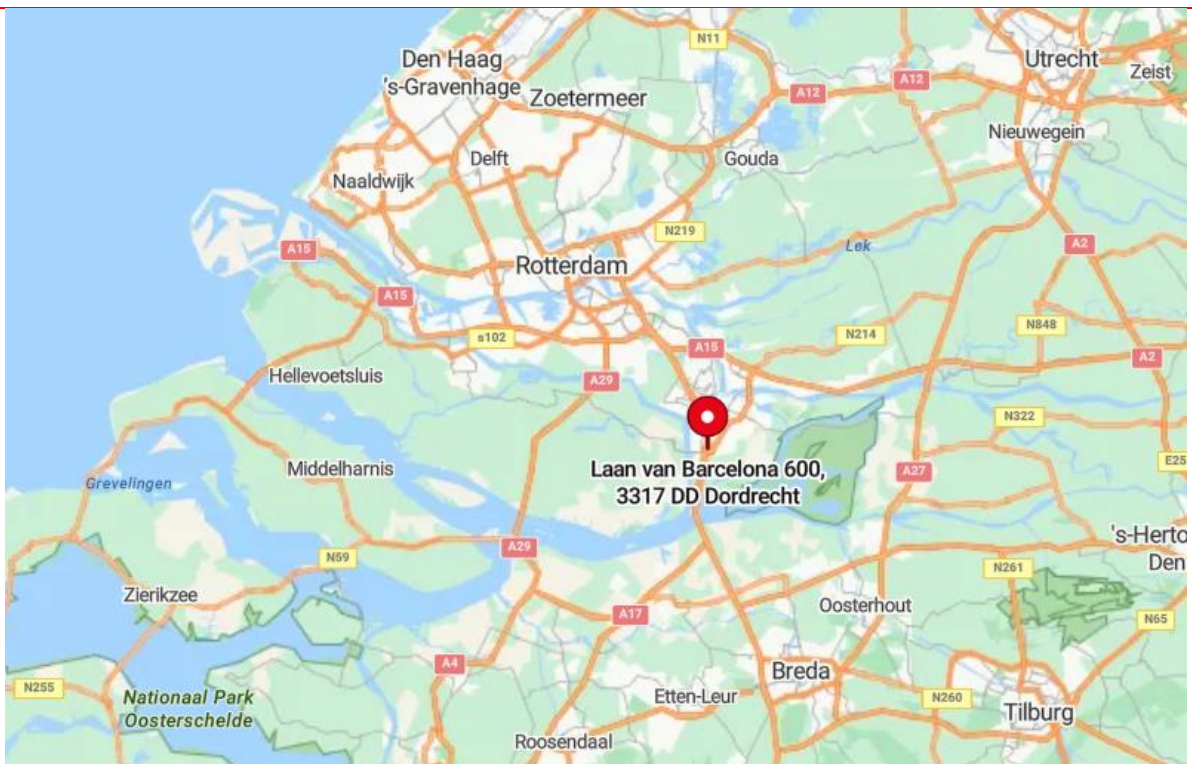 N11
Utrecht
Den Haag
's-Gravenhage
Zeist
A12
A12
Zoetermeer
Nieuwegein
Delft
Gouda
Naaldwijk
N219
A15
Lek
A2
Rotterdam
A15
N848
s102
N214
A15
A2
Hellevoetsluis
A29
N322
Laan van Barcelona 600,
3317 DD Dordrecht
Middelharnis
E25
A27
Grevelingen
's-Herto
Den
A29
N59
N261
Zierikzee
Oosterhout
A17
N65
A4
Breda
N255
Nationaal Park
Oosterschelde
Etten-Leur
N260
Tilburg
Roosendaal